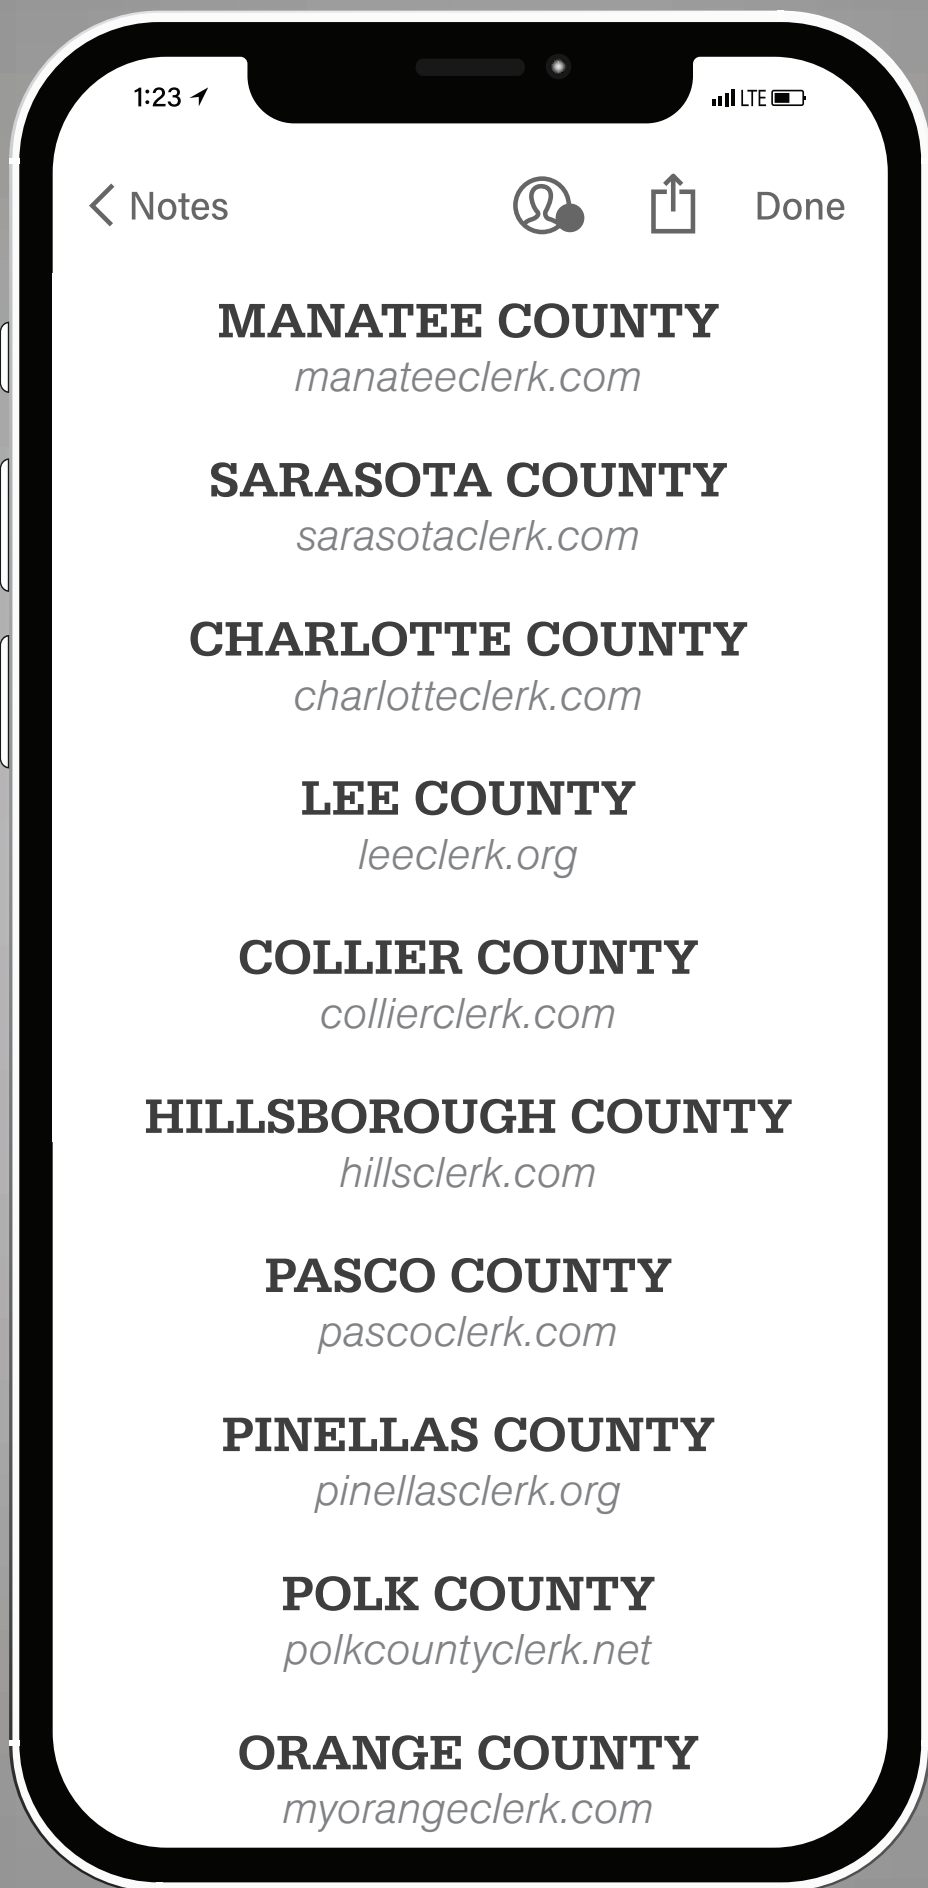 1:23 LTE
Notes Done
MANATEE COUNTY
manateeclerk.com
SARASOTA COUNTY
sarasotaclerk.com
CHARLOTTE COUNTY
charlotteclerk.com
LEE COUNTY
leeclerk.org
COLLIER COUNTY
collierclerk.com
HILLSBOROUGH COUNTY
hillsclerk.com
PASCO COUNTY
pascoclerk.com
PINELLAS COUNTY
pinellasclerk.org
POLK COUNTY
polkcountyclerk.net
ORANGE COUNTY
myorangeclerk.com